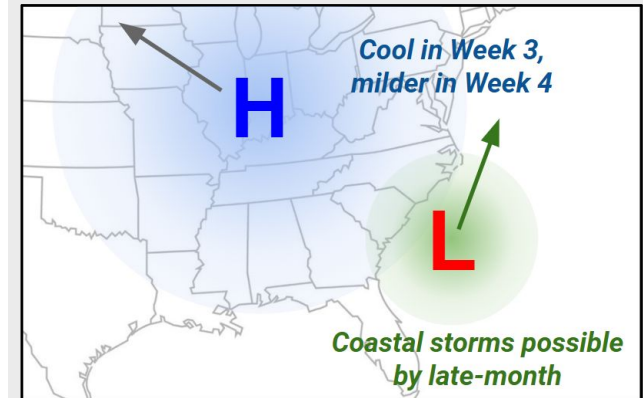 Cool in Week 3,
milder in Week 4
H
L
Coastal storms possible
by late-month